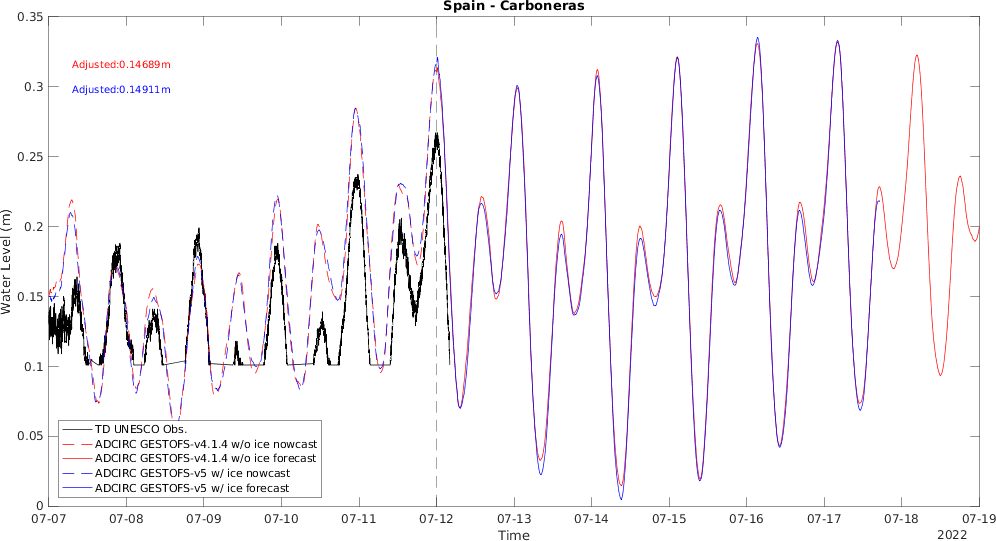 Spain - Carboneras
0.35
0.3
0.25
0.2
0.15
0.1
0.05
0
Water Level (m)
Adjusted:0.14689m
Adjusted:0.14911m
TD UNESCO Obs.
ADCIRC GESTOFS-v4.1.4 w/o ice nowcast
ADCIRC GESTOFS-v4.1.4 w/o ice forecast
ADCIRC GESTOFS-v5 w/ ice nowcast
ADCIRC GESTOFS-v5 w/ ice forecast
07-07 07-08 07-09 07-10 07-11 07-12 07-13 07-14 07-15 07-16 07-17 07-18 07-19
Time
2022